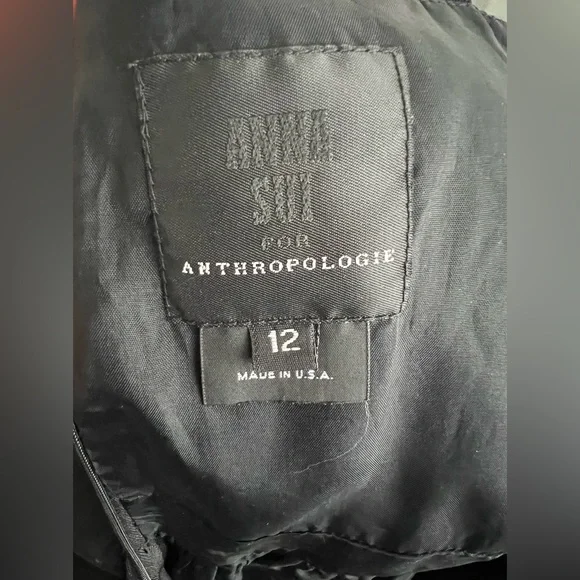 ANNA
SUI
FOR
ANTHROPOLOGIE
12
MADE IN U.S.A.